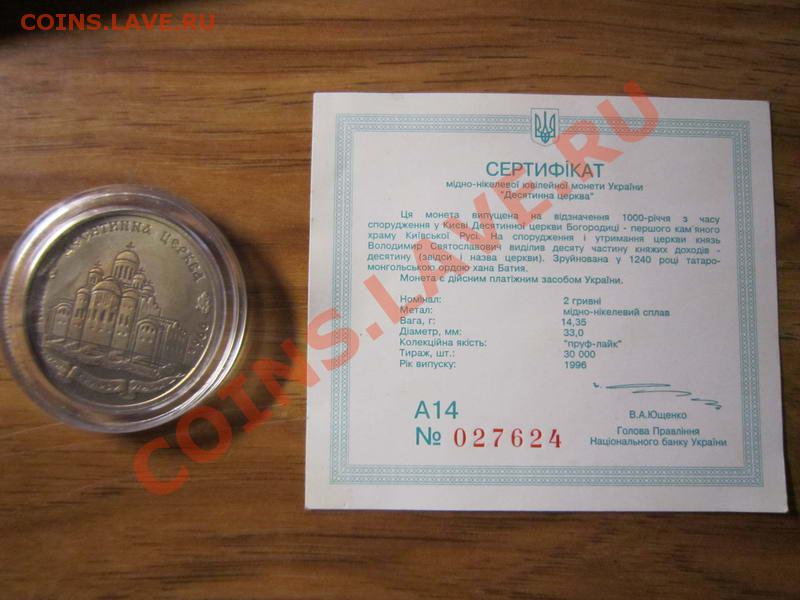 COINS.LAVE.RU
ДЕСЯТИННА ЦЕРКВА
СЕРТИФІКАТ
мідно-нікелевої ювілейної монети України
"Десятинна церква"
Ця монета випущена на відзначення 1000-річчя з часу
спорудження у Києві Десятинної церкви Богородиці - першого кам'яного
храму Київської Русі. На спорудження і утримання церкви князь
Володимир Святославович виділив десяту частину княжих доходів -
десятину (звідси і назва церкви). Зруйнована у 1240 році татаро-
монгольською ордою хана Батия.
Монета є дійсним платіжним засобом України.
Номінал: 2 гривні
Метал: мідно-нікелевий сплав
Вага, г: 14,35
Діаметр, мм: 33,0
Колекційна якість: "пруф-лайк"
Тираж, шт.: 30 000
Рік випуску: 1996
А14
№ 027624
В.А.Ющенко
Голова Правління
Національного банку України
COINS.LAVE.RU